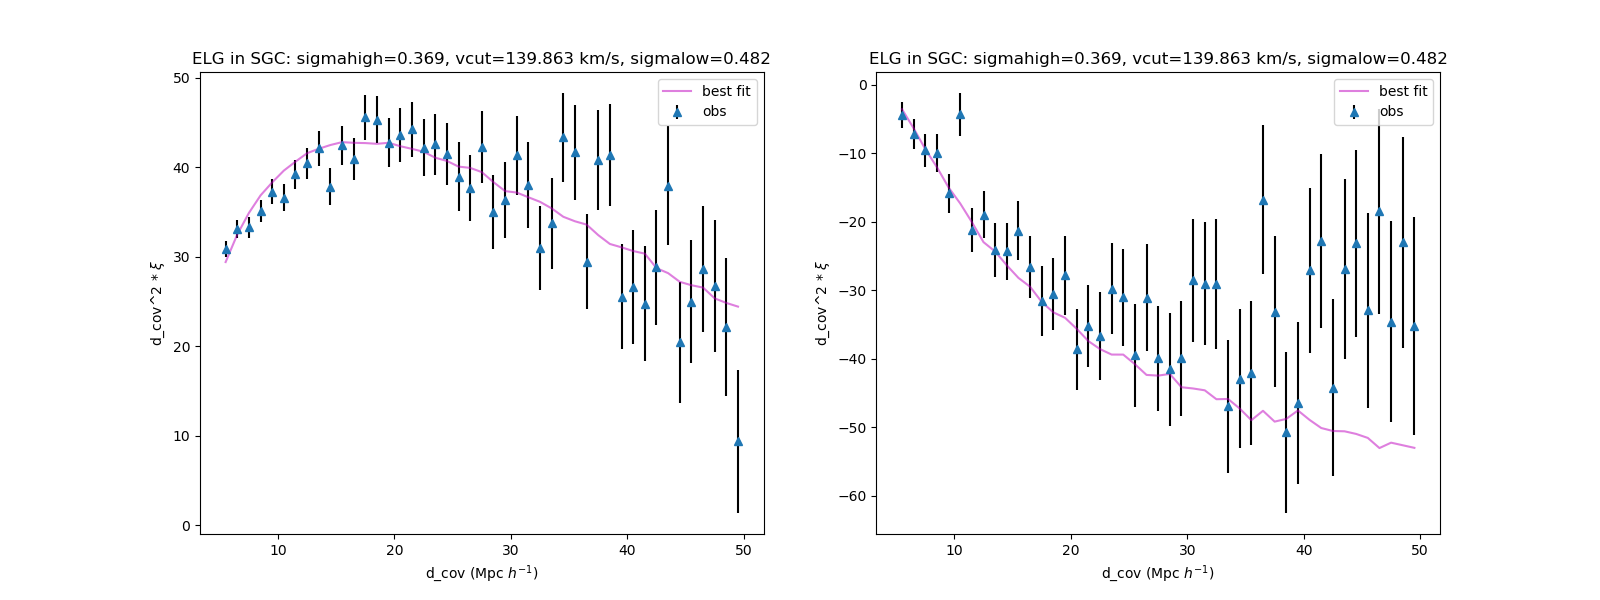 ELG in SGC: sigmahigh=0.369, vcut=139.863 km/s, sigmalow=0.482
best fit
obs
50
40
30
20
10
0
d_cov^2 * ξ
10
20
30
40
50
d_cov (Mpc h⁻¹)
ELG in SGC: sigmahigh=0.369, vcut=139.863 km/s, sigmalow=0.482
best fit
obs
0
−10
−20
−30
−40
−50
−60
d_cov^2 * ξ
10
20
30
40
50
d_cov (Mpc h⁻¹)